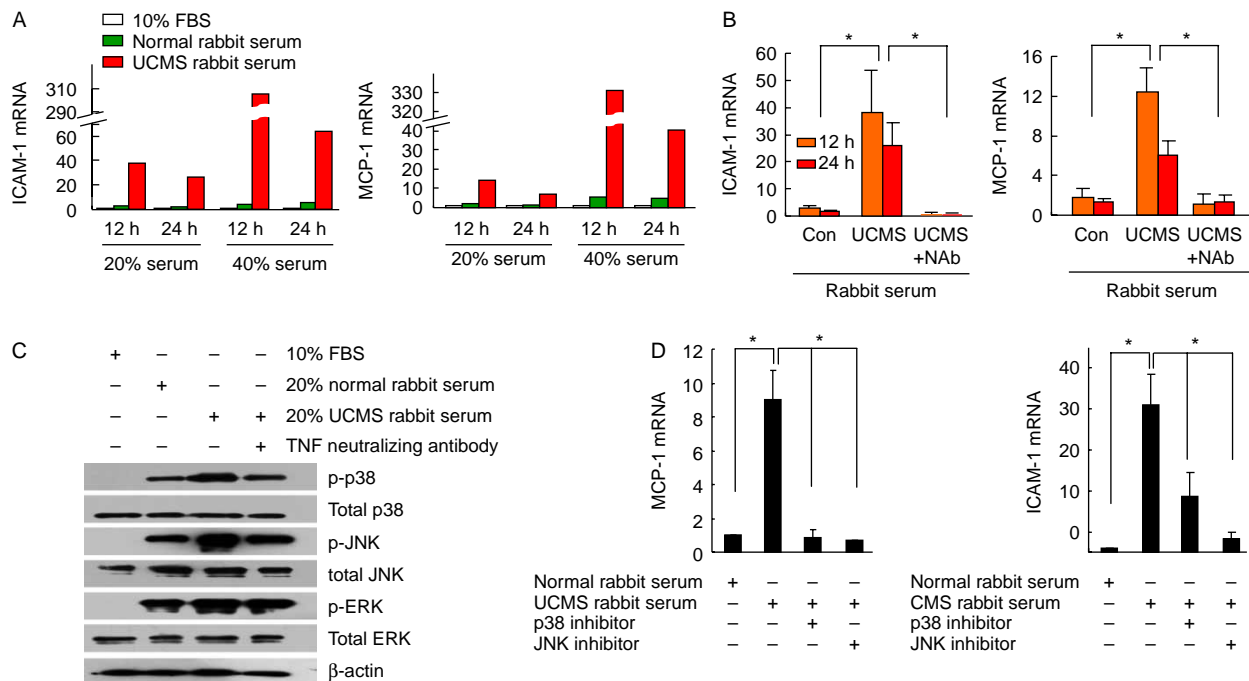 A
10% FBS
Normal rabbit serum
UCMS rabbit serum
ICAM-1 mRNA
330
310
290
60
40
20
0
12 h 24 h 12 h 24 h
20% serum 40% serum
MCP-1 mRNA
330
310
40
30
20
10
0
12 h 24 h 12 h 24 h
20% serum 40% serum
B
ICAM-1 mRNA
60
50
40
30
20
10
0
* *
12 h
24 h
Con UCMS UCMS
+NAb
Rabbit serum
MCP-1 mRNA
16
12
8
4
0
* *
Con UCMS UCMS
+NAb
Rabbit serum
C
+ – – – 10% FBS
– + – – 20% normal rabbit serum
– – + + 20% UCMS rabbit serum
– – – + TNF neutralizing antibody
p-p38
Total p38
p-JNK
total JNK
p-ERK
Total ERK
β-actin
D
MCP-1 mRNA
12
10
8
6
4
2
0
* *
Normal rabbit serum + – – –
UCMS rabbit serum – + + +
p38 inhibitor – – + –
JNK inhibitor – – – +
ICAM-1 mRNA
40
30
20
10
0
* *
Normal rabbit serum + – – –
CMS rabbit serum – + + +
p38 inhibitor – – + –
JNK inhibitor – – – +